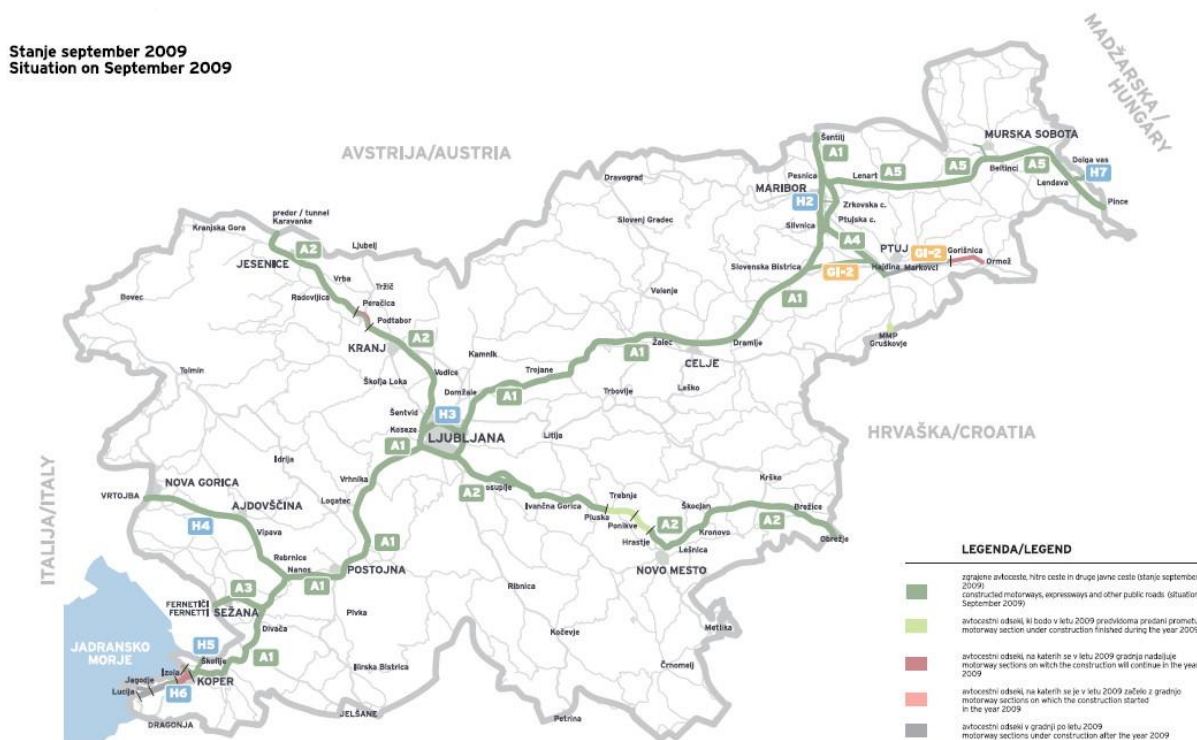 Stanje september 2009
Situation on September 2009
MADŽARSKA /
HUNGARY
AVSTRIJA/AUSTRIA
HRVAŠKA/CROATIA
ITALIJA/ITALY
JADRANSKO
MORJE
Šentilj
A1
MURSKA SOBOTA
Pesnica
Lenart
A5
A5
Beltinci
A5
Dolga vas
H7
Lendava
Pince
Dravograd
MARIBOR
H2
Zrkovska c.
Ptujska c.
Slovenj Gradec
Slivnica
A4
PTUJ
GI-2
Gorišnica
Ormož
Slovenska Bistrica
GI-2
Hajdina
Markovci
MMP
Gruškovje
predor / tunnel
Karavanke
Kranjska Gora
A2
Ljubelj
JESENICE
Vrba
Tržič
Radovljica
Peračica
Podtabor
Bovec
Velenje
A1
KRANJ
A2
Kamnik
A1
Žalec
Dramlje
CELJE
Tolmin
Vodice
Trojane
Škofja Loka
Domžale
A1
Trbovlje
Laško
Šentvid
H3
Koseze
LJUBLJANA
Litija
A1
Idrija
Vrhnika
NOVA GORICA
VRTOJBA
Logatec
AJDOVŠČINA
H4
Vipava
A2
osuplje
Ivančna Gorica
Trebnje
Pluska
Ponikve
Hrastje
A2
Škocjan
Krško
Kronova
A2
Brežice
Obrežje
Lešnica
NOVO MESTO
A1
Razdrto
Nanos
A1
POSTOJNA
Ribnica
A3
FERNETIČI
FERNETTI
SEŽANA
Pivka
Divača
Kočevje
Metlika
H5
Škofije
A1
Izola
Jagodje
Lucija
KOPER
H6
Ilirska Bistrica
Črnomelj
DRAGONJA
JELŠANE
Petrina
LEGENDA/LEGEND
zgrajene avtoceste, hitre ceste in druge javne ceste (stanje september
2009)
constructed motorways, expressways and other public roads (situation
September 2009)
avtocestni odseki, ki bodo v letu 2009 predvidoma predani prometu
motorway section under construction finished during the year 2009
avtocestni odseki, na katerih se v letu 2009 gradnja nadaljuje
motorway sections on witch the construction will continue in the year
2009
avtocestni odseki, na katerih se je v letu 2009 začelo z gradnjo
motorway sections on which the construction started
in the year 2009
avtocestni odseki v gradnji po letu 2009
motorway sections under construction after the year 2009